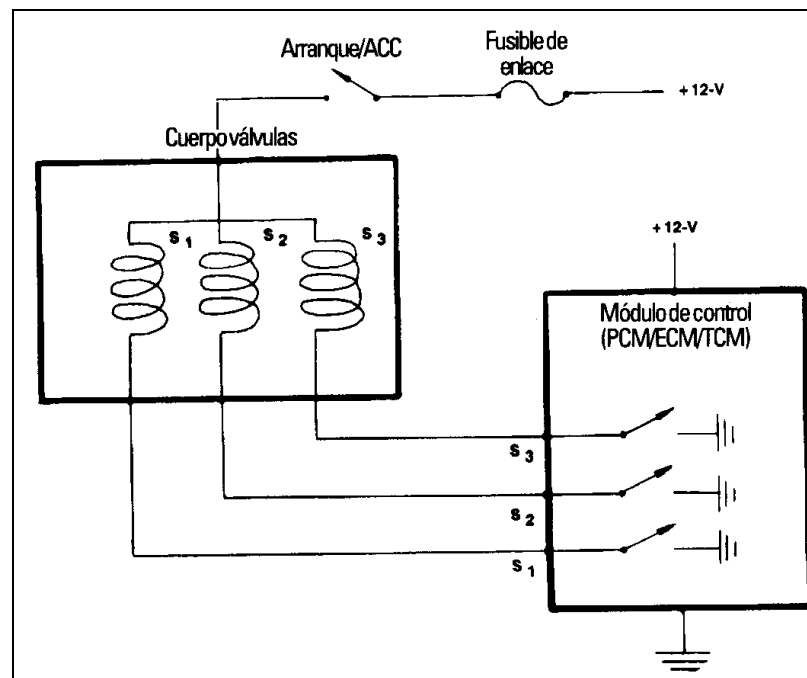 Arranque/ACC
Fusible de
enlace
+ 12-V
Cuerpo válvulas
S 1
S 2
S 3
+ 12-V
Módulo de control
(PCM/ECM/TCM)
S 3
S 2
S 1